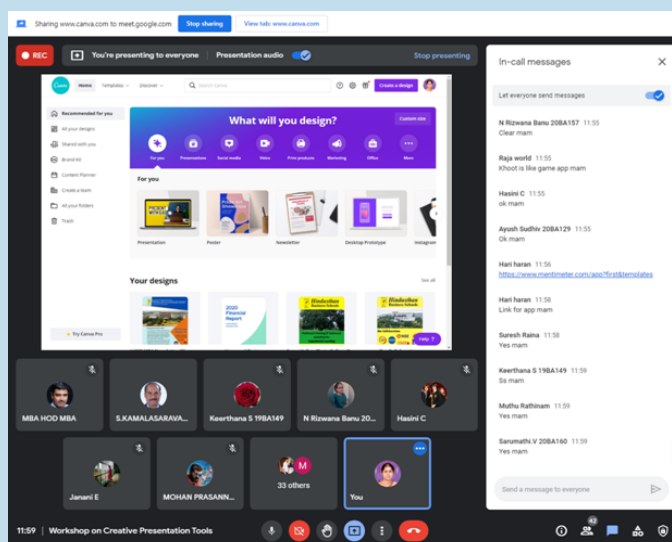 Sharing www.canva.com to meet.google.com
Stop sharing
View tab: www.canva.com
REC
You're presenting to everyone
Presentation audio
Stop presenting
Canva
Home
Templates
Discover
Search Canva
Create a design
Recommended for you
All your designs
Shared with you
Brand Kit
Content Planner
Create a team
All your folders
Trash
Try Canva Pro
What will you design?
Custom size
For you
Presentations
Social media
Video
Print products
Marketing
Office
More
For you
Presentation
Poster
Newsletter
Desktop Prototype
Instagram
Your designs
See all
2020
Financial
Report
Hindusthan
Business School
Hindusthan
Business School
Help ?
MBA HOD MBA
S.KAMALASARAVA...
Keerthana S 19BA149
N Rizwana Banu 20...
Hasini C
Janani E
MOHAN PRASANN...
M
33 others
You
11:59 | Workshop on Creative Presentation Tools
In-call messages
Let everyone send messages
N Rizwana Banu 20BA157 11:55
Clear mam
Raja world 11:55
Khoot is like game app mam
Hasini C 11:55
ok mam
Ayush Sudhiv 20BA129 11:55
Ok mam
Hari haran 11:56
https://www.mentimeter.com/app?first&templates
Hari haran 11:58
Link for app mam
Suresh Raina 11:58
Yes mam
Keerthana S 19BA149 11:59
Ss mam
Muthu Rathinam 11:59
Yes mam
Sarumathi.V 20BA160 11:59
Yes mam
Send a message to everyone
42